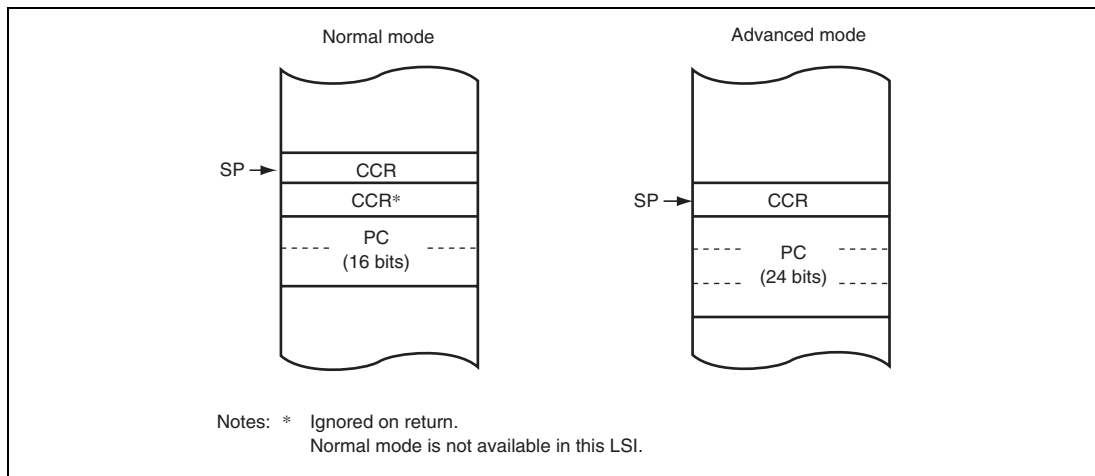 Normal mode
SP
CCR
CCR*
PC
(16 bits)
Advanced mode
SP
CCR
PC
(24 bits)
Notes: * Ignored on return.
Normal mode is not available in this LSI.